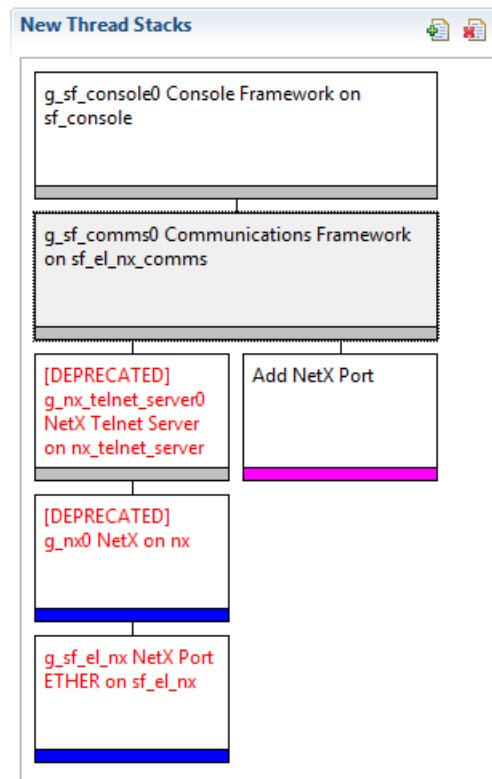 New Thread Stacks
g_sf_console0 Console Framework on
sf_console
g_sf_comms0 Communications Framework
on sf_el_nx_comms
[DEPRECATED]
g_nx_telnet_server0
NetX Telnet Server
on nx_telnet_server
Add NetX Port
[DEPRECATED]
g_nx0 NetX on nx
g_sf_el_nx NetX Port
ETHER on sf_el_nx